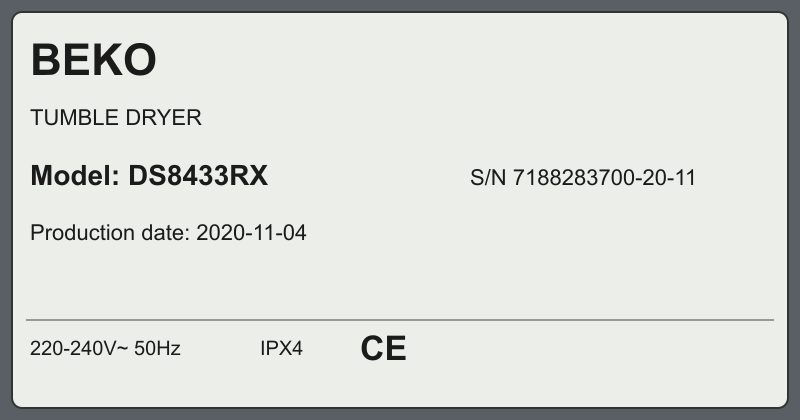 BEKO
TUMBLE DRYER
Model: DS8433RX S/N 7188283700-20-11
Production date: 2020-11-04
220-240V~ 50Hz IPX4 CE